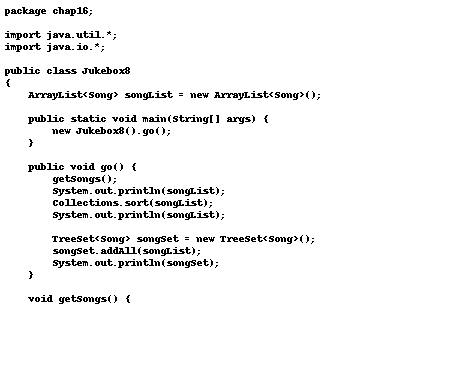 package chap16;
import java.util.*;
import java.io.*;
public class Jukebox8
{
ArrayList<Song> songList = new ArrayList<Song>();
public static void main(String[] args) {
new Jukebox8().go();
}
public void go() {
getSongs();
System.out.println(songList);
Collections.sort(songList);
System.out.println(songList);
TreeSet<Song> songSet = new TreeSet<Song>();
songSet.addAll(songList);
System.out.println(songSet);
}
void getSongs() {